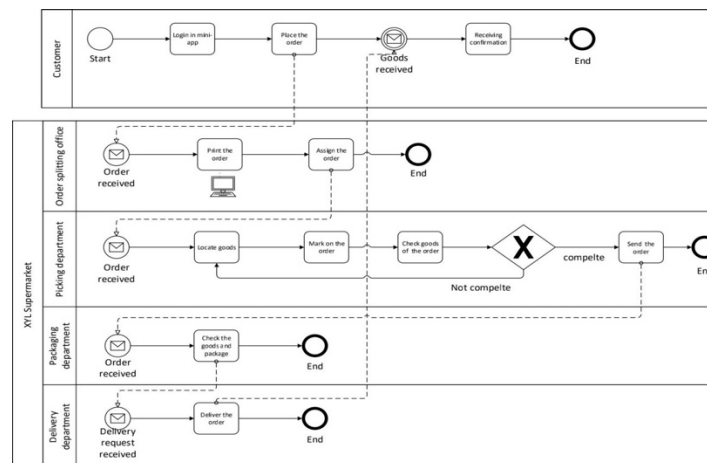 Customer
Start
Login in mini-
app
Place the
order
Goods
received
Receiving
confirmation
End
XYL Supermarket
Order splitting office
Order
received
Print the
order
Assign the
order
End
Picking department
Order
received
Locate goods
Mark on the
order
Check goods
of the order
X
compelte
Not compelte
Send the
order
End
Packaging
department
Order
received
Check the
goods and
package
End
Delivery
department
Delivery
request
received
Deliver the
order
End